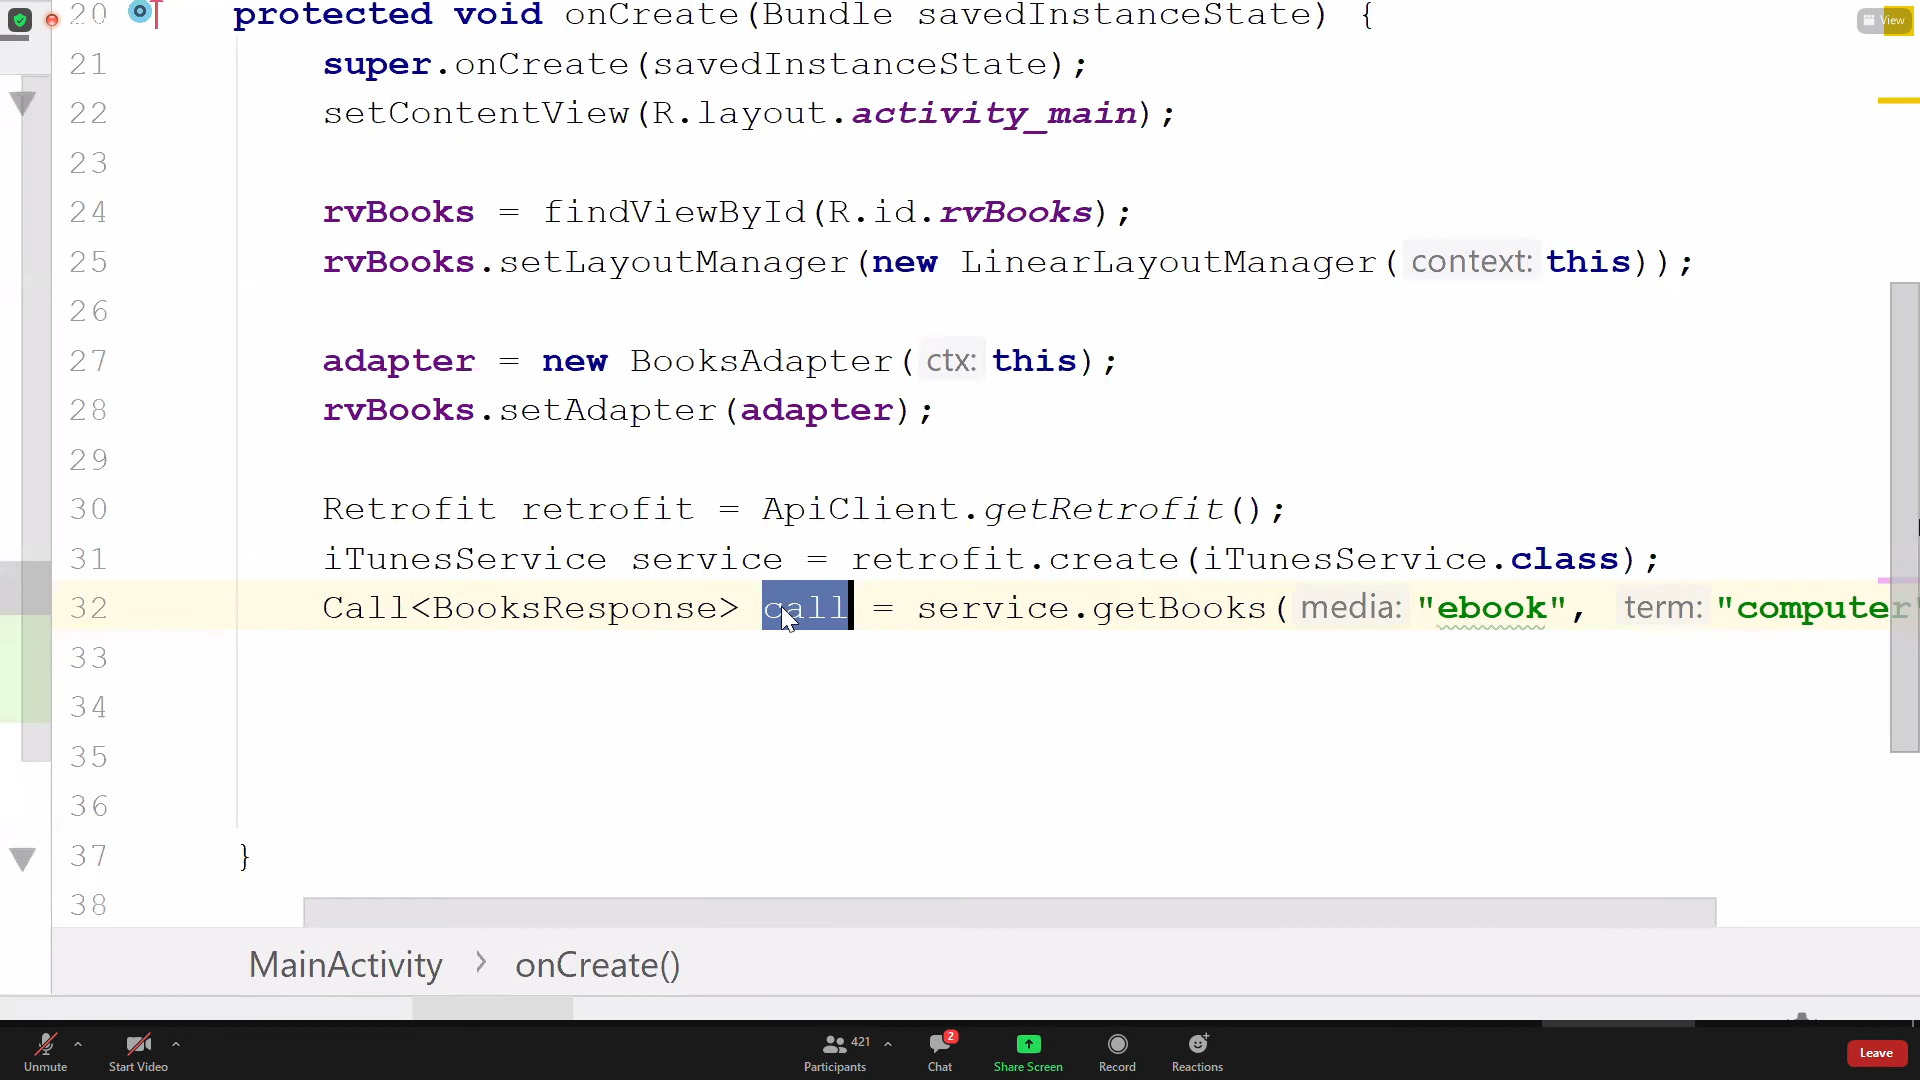 View
20 protected void onCreate(Bundle savedInstanceState) {
21 super.onCreate(savedInstanceState);
22 setContentView(R.layout.activity_main);
23
24 rvBooks = findViewById(R.id.rvBooks);
25 rvBooks.setLayoutManager(new LinearLayoutManager( context: this));
26
27 adapter = new BooksAdapter( ctx: this);
28 rvBooks.setAdapter(adapter);
29
30 Retrofit retrofit = ApiClient.getRetrofit();
31 iTunesService service = retrofit.create(iTunesService.class);
32 Call<BooksResponse> call = service.getBooks( media: "ebook", term: "computer"
33
34
35
36
37 }
38
MainActivity > onCreate()
Unmute
Start Video
421
Participants
2
Chat
Share Screen
Record
Reactions
Leave